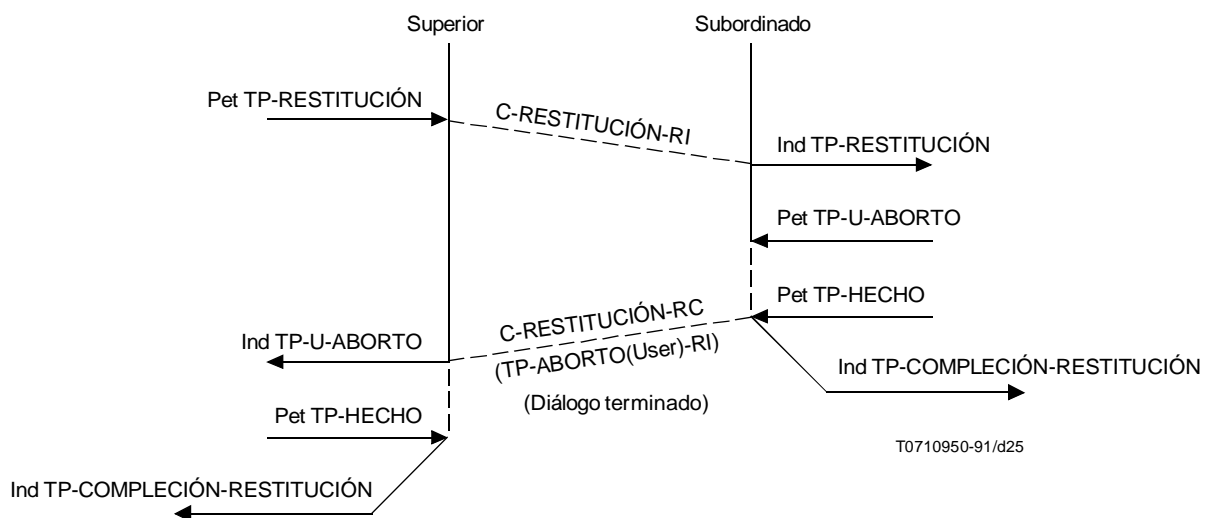 Superior
Subordinado
Pet TP-RESTITUCIÓN
C-RESTITUCIÓN-RI
Ind TP-RESTITUCIÓN
Pet TP-U-ABORTO
Pet TP-HECHO
C-RESTITUCIÓN-RC
Ind TP-U-ABORTO
(TP-ABORTO(User)-RI)
Ind TP-COMPLECIÓN-RESTITUCIÓN
(Diálogo terminado)
Pet TP-HECHO
T0710950-91/d25
Ind TP-COMPLECIÓN-RESTITUCIÓN